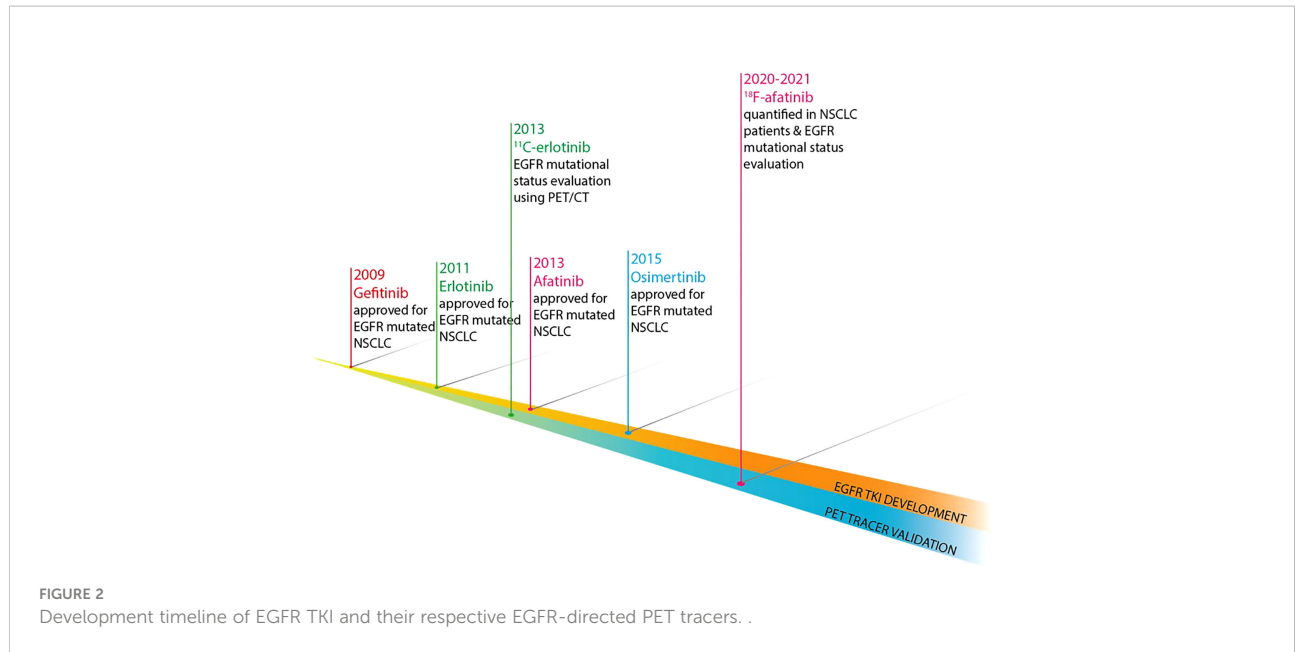 2009
Gefitinib
approved for
EGFR mutated
NSCLC
2011
Erlotinib
approved for
EGFR mutated
NSCLC
2013
¹¹C-erlotinib
EGFR mutational
status evaluation
using PET/CT
2013
Afatinib
approved for
EGFR mutated
NSCLC
2015
Osimertinib
approved for
EGFR mutated
NSCLC
2020-2021
¹⁸F-afatinib
quantified in NSCLC
patients & EGFR
mutational status
evaluation
EGFR TKI DEVELOPMENT
PET TRACER VALIDATION
FIGURE 2
Development timeline of EGFR TKI and their respective EGFR-directed PET tracers. .